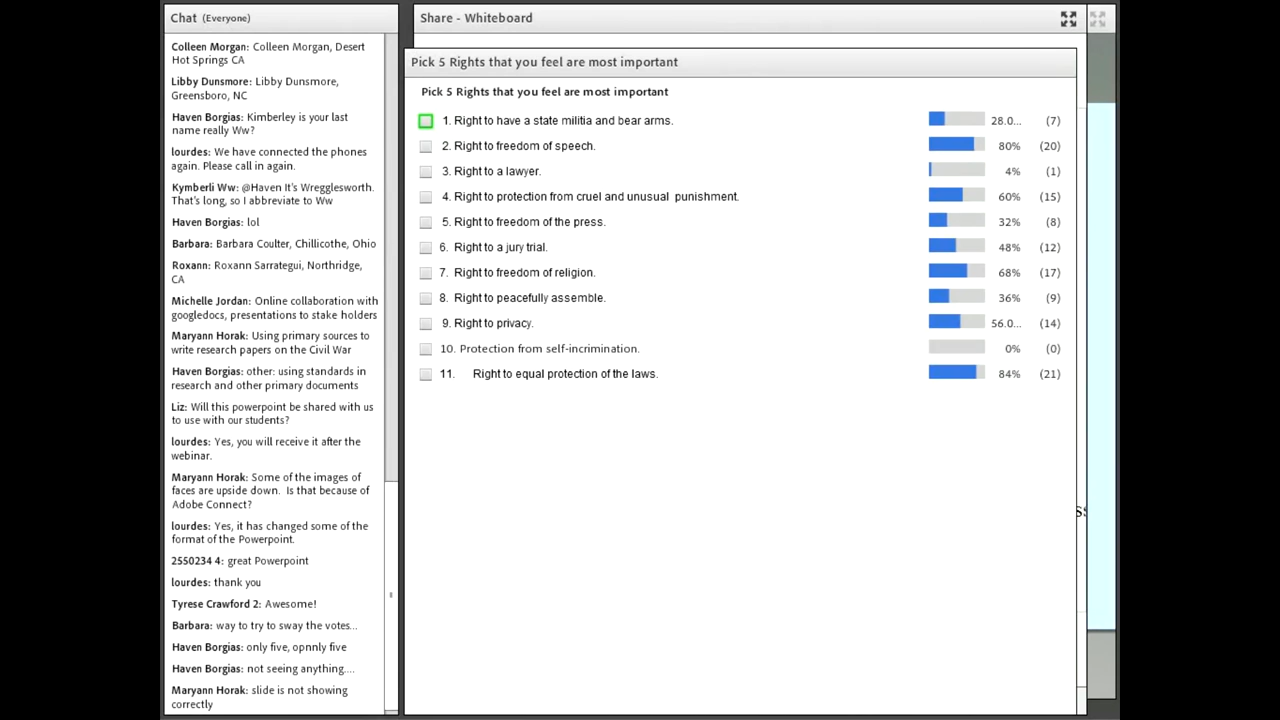 Chat (Everyone)
Colleen Morgan: Colleen Morgan, Desert
Hot Springs CA
Libby Dunsmore: Libby Dunsmore,
Greensboro, NC
Haven Borgias: Kimberley is your last
name really Ww?
lourdes: We have connected the phones
again. Please call in again.
Kymberli Ww: @Haven It's Wregglesworth.
That's long, so I abbreviate to Ww
Haven Borgias: lol
Barbara: Barbara Coulter, Chillicothe, Ohio
Roxann: Roxann Sarrategui, Northridge,
CA
Michelle Jordan: Online collaboration with
googledocs, presentations to stake holders
Maryann Horak: Using primary sources to
write research papers on the Civil War
Haven Borgias: other: using standards in
research and other primary documents
Liz: Will this powerpoint be shared with us
to use with our students?
lourdes: Yes, you will receive it after the
webinar.
Maryann Horak: Some of the images of
faces are upside down. Is that because of
Adobe Connect?
lourdes: Yes, it has changed some of the
format of the Powerpoint.
2550234 4: great Powerpoint
lourdes: thank you
Tyrese Crawford 2: Awesome!
Barbara: way to try to sway the votes...
Haven Borgias: only five, opnnly five
Haven Borgias: not seeing anything....
Maryann Horak: slide is not showing
correctly
Share - Whiteboard
Pick 5 Rights that you feel are most important
Pick 5 Rights that you feel are most important
1. Right to have a state militia and bear arms. 28.0... (7)
2. Right to freedom of speech. 80% (20)
3. Right to a lawyer. 4% (1)
4. Right to protection from cruel and unusual punishment. 60% (15)
5. Right to freedom of the press. 32% (8)
6. Right to a jury trial. 48% (12)
7. Right to freedom of religion. 68% (17)
8. Right to peacefully assemble. 36% (9)
9. Right to privacy. 56.0... (14)
10. Protection from self-incrimination. 0% (0)
11. Right to equal protection of the laws. 84% (21)